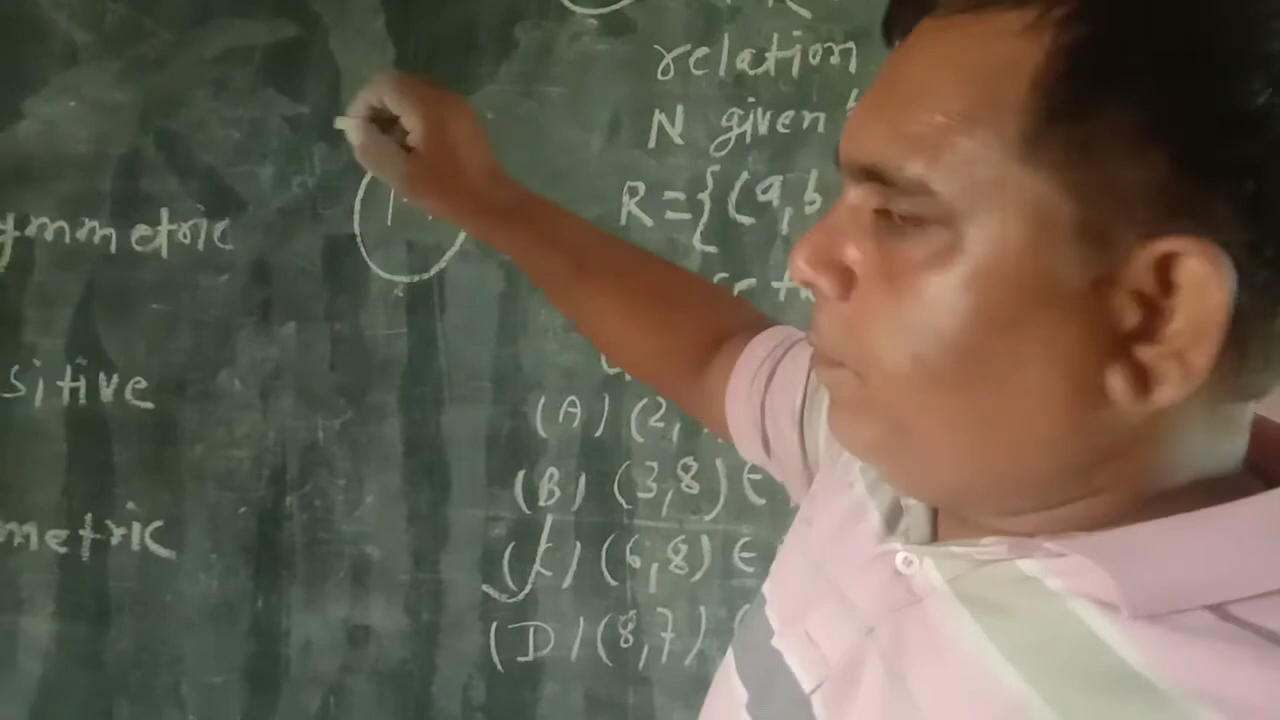 ymmetric
sitive
metric
relation
N given
R={(a,b
(A) (2,
(B) (3,8) ∈
(C) (6,8) ∈
(D) (8,7)